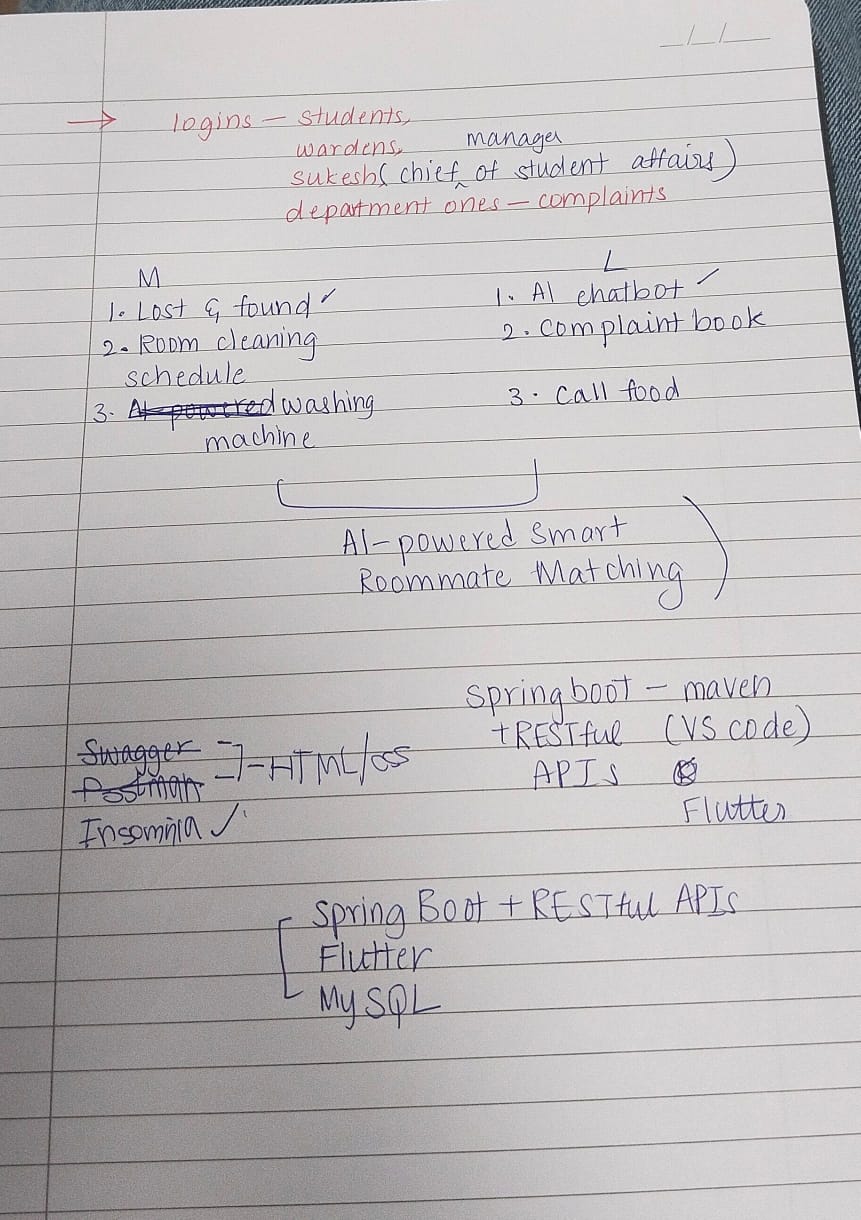 → logins – students,
wardens, manager
sukesh( chief ^ of student affairs)
department ones – complaints
M
1. Lost & found ✓
2. Room cleaning
schedule
3. AI-powered washing
machine
L
1. AI chatbot ✓
2. complaint book
3. call food
AI-powered Smart
Roommate Matching
Spring boot – maven
+RESTful (VS code)
APIs
Flutter
Swagger
Postman
]-HTML/css
Insomnia ✓
Spring Boot + RESTful APIs
Flutter
MySQL